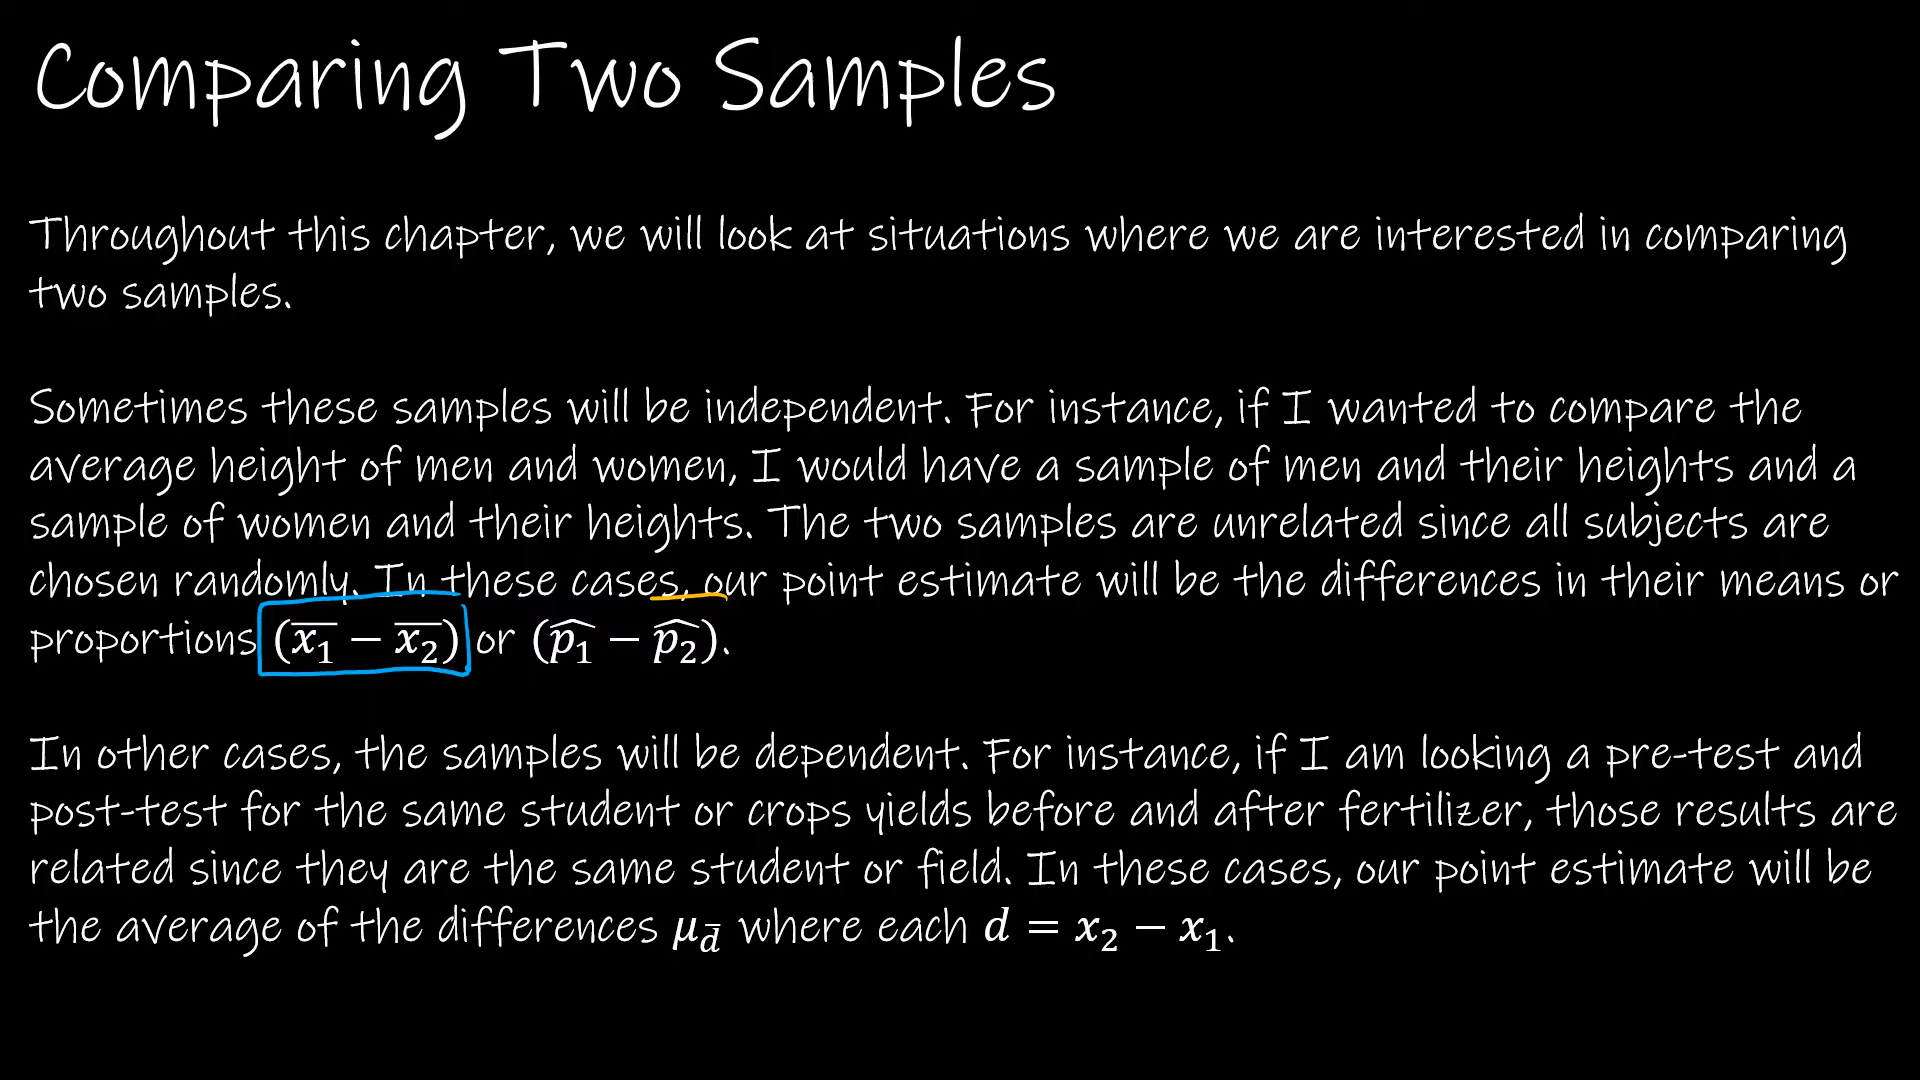 Comparing Two Samples
Throughout this chapter, we will look at situations where we are interested in comparing
two samples.
Sometimes these samples will be independent. For instance, if I wanted to compare the
average height of men and women, I would have a sample of men and their heights and a
sample of women and their heights. The two samples are unrelated since all subjects are
chosen randomly. In these cases, our point estimate will be the differences in their means or
proportions (x̅₁ − x̅₂) or (p̂₁ − p̂₂).
In other cases, the samples will be dependent. For instance, if I am looking a pre-test and
post-test for the same student or crops yields before and after fertilizer, those results are
related since they are the same student or field. In these cases, our point estimate will be
the average of the differences μ_d̅ where each d = x₂ − x₁.